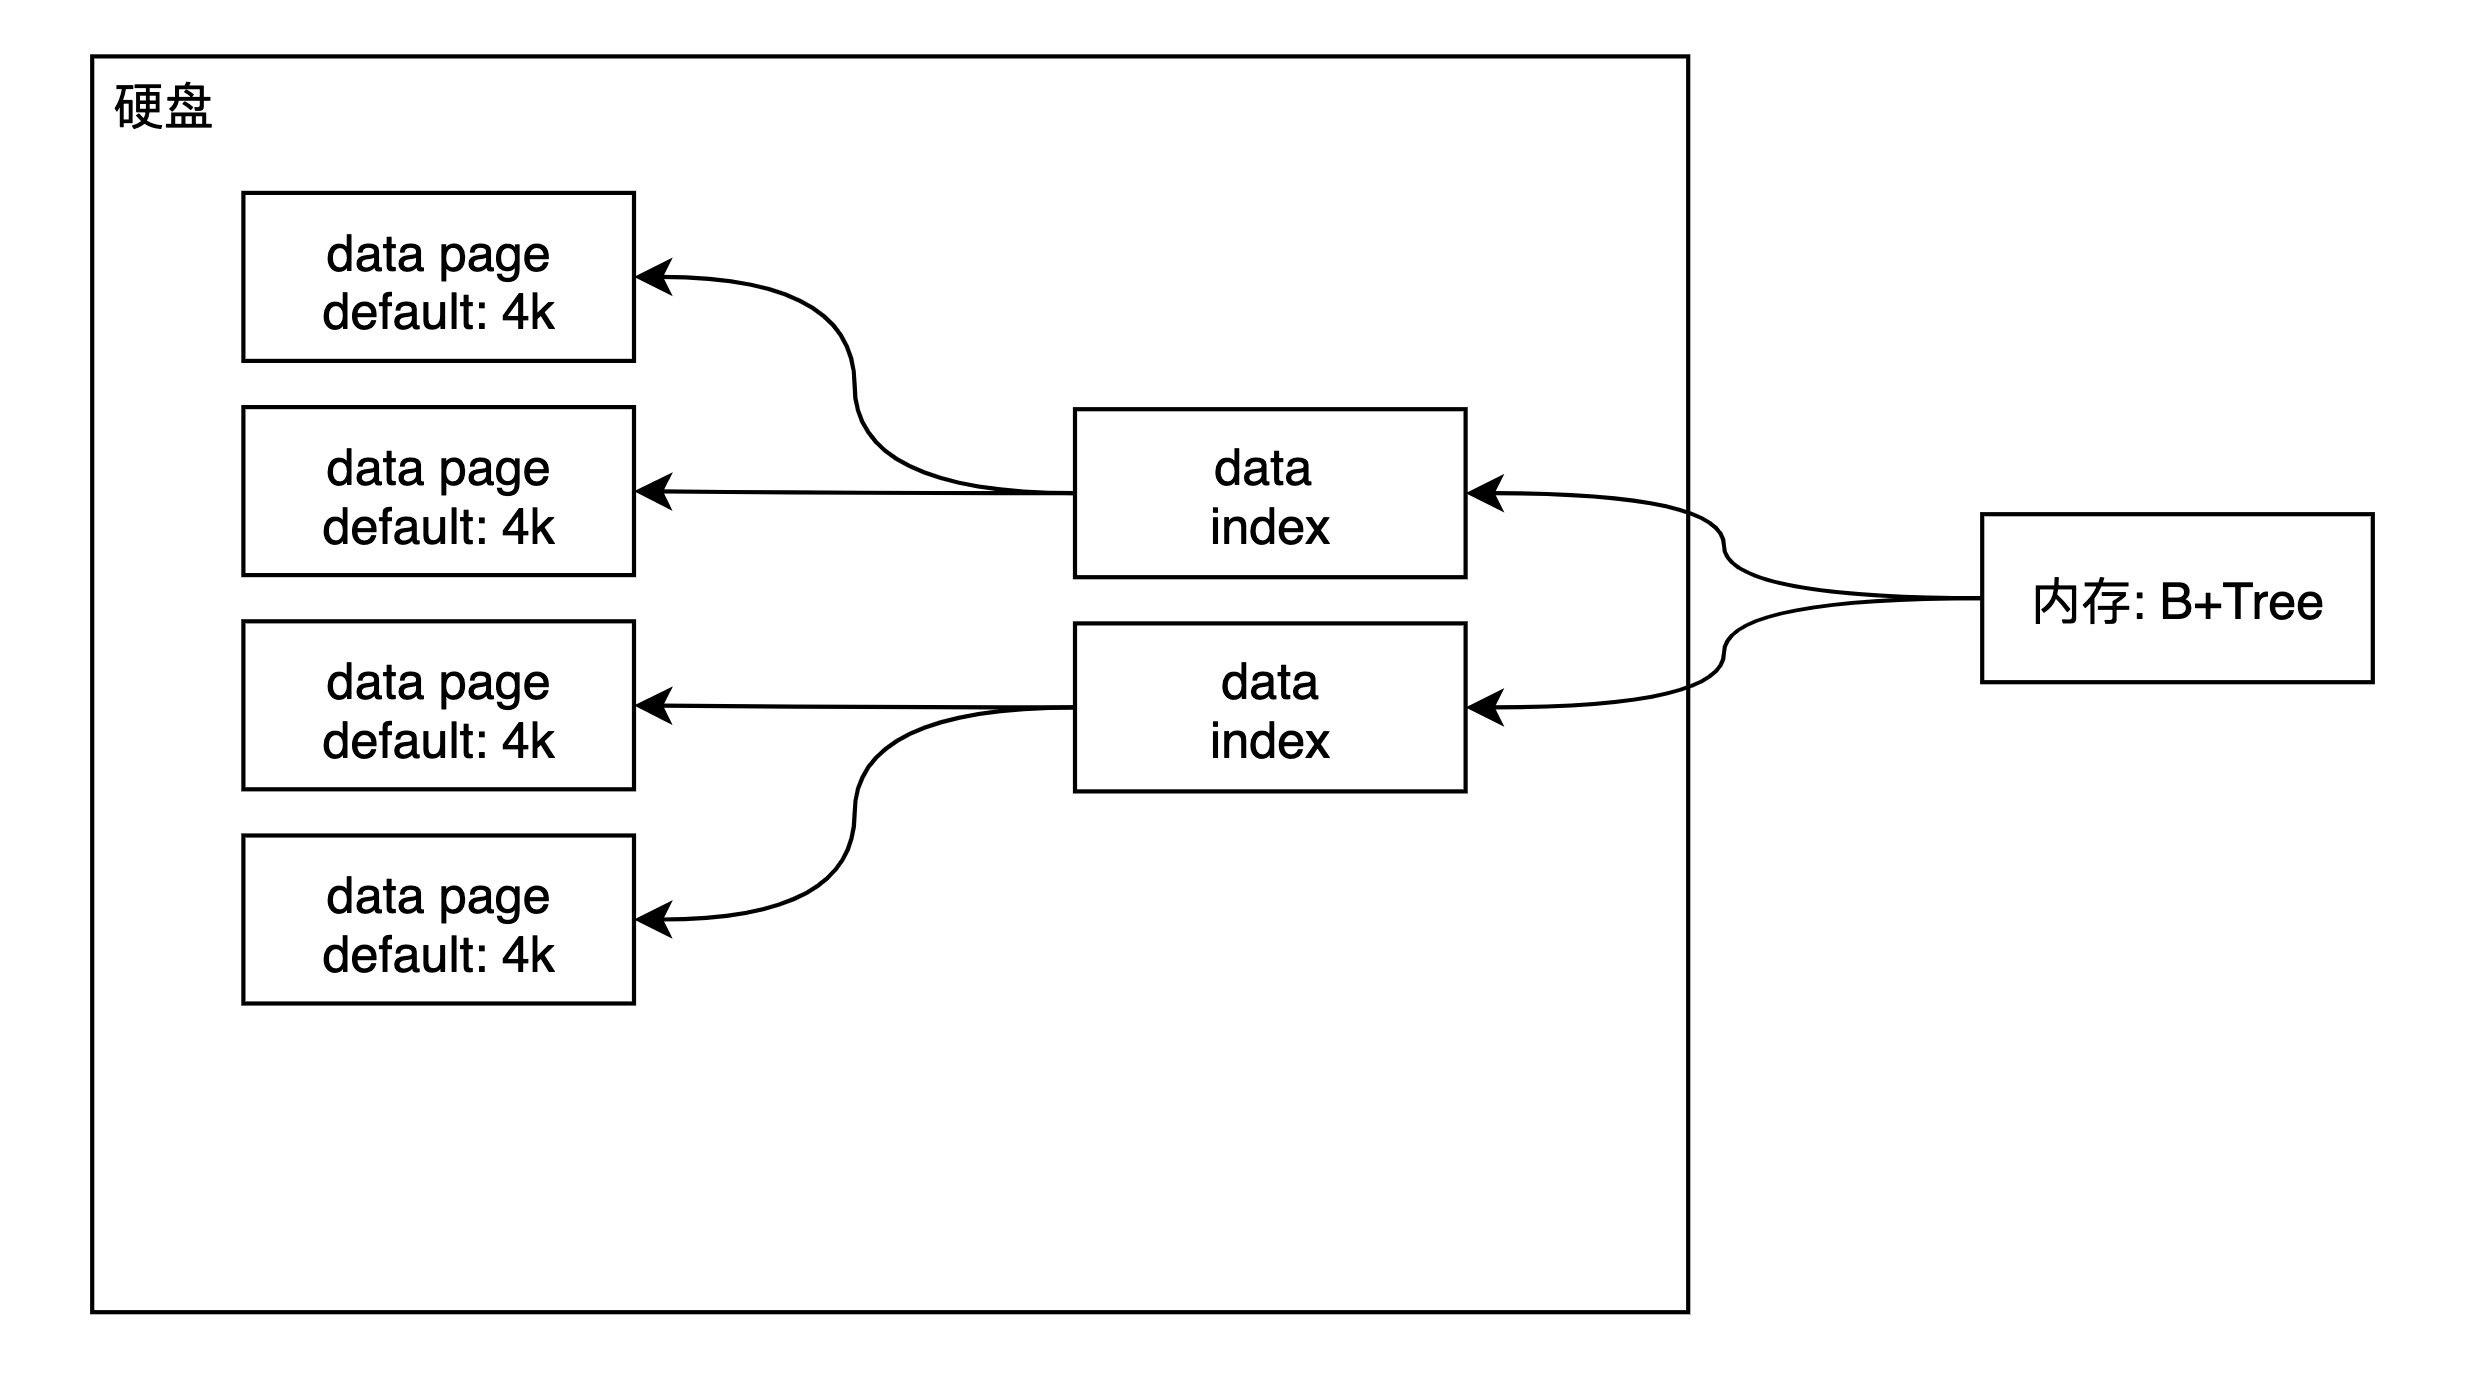 硬盘
data page
default: 4k
data page
default: 4k
data page
default: 4k
data page
default: 4k
data
index
data
index
内存: B+Tree